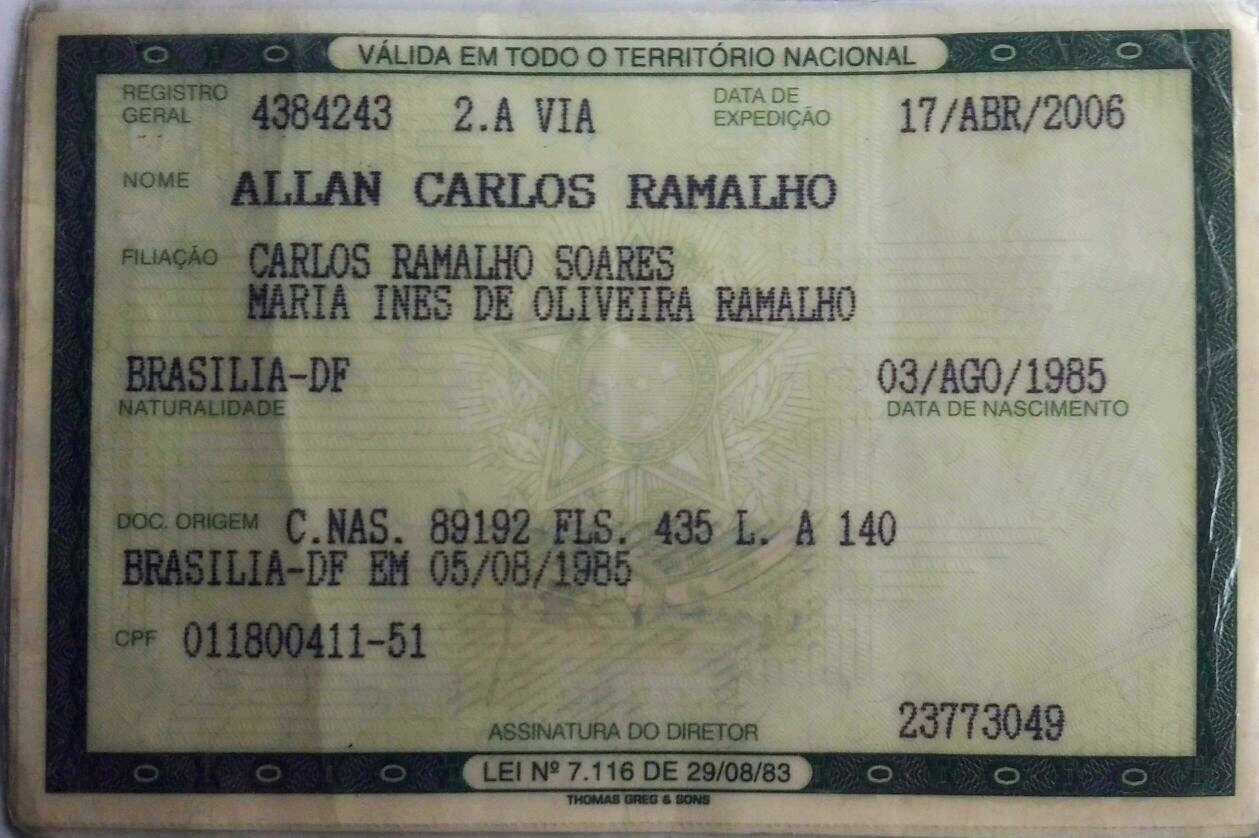 VÁLIDA EM TODO O TERRITÓRIO NACIONAL
REGISTRO GERAL 4384243 2.A VIA DATA DE EXPEDIÇÃO 17/ABR/2006
NOME ALLAN CARLOS RAMALHO
FILIAÇÃO CARLOS RAMALHO SOARES
MARIA INES DE OLIVEIRA RAMALHO
BRASILIA-DF 03/AGO/1985
NATURALIDADE DATA DE NASCIMENTO
DOC. ORIGEM C.NAS. 89192 FLS. 435 L. A 140
BRASILIA-DF EM 05/08/1985
CPF 011800411-51
23773049
ASSINATURA DO DIRETOR
LEI Nº 7.116 DE 29/08/83
THOMAS GREG & SONS